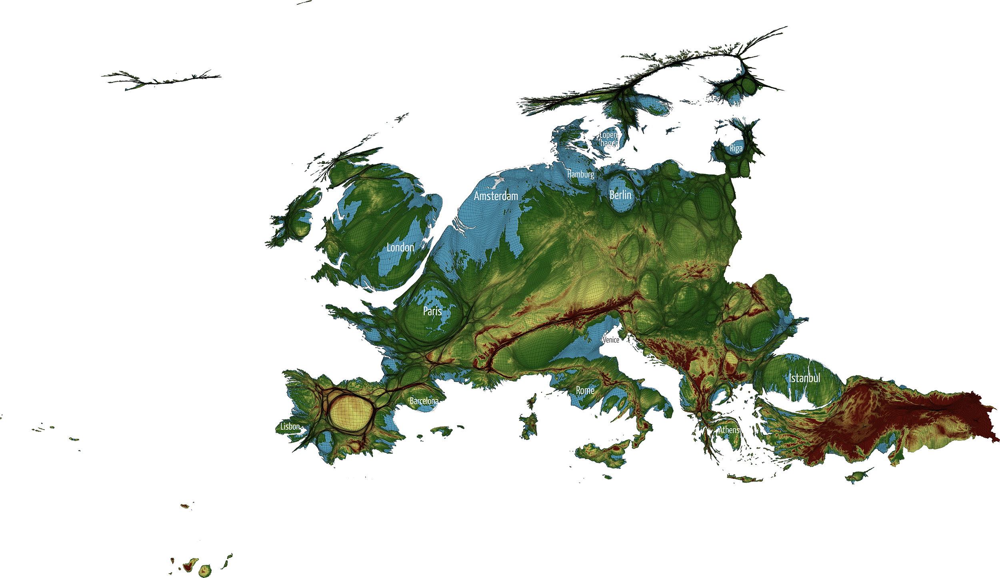 Copen-
hagen
Riga
Hamburg
Amsterdam
Berlin
London
Paris
Venice
Istanbul
Rome
Barcelona
Lisbon
Athens